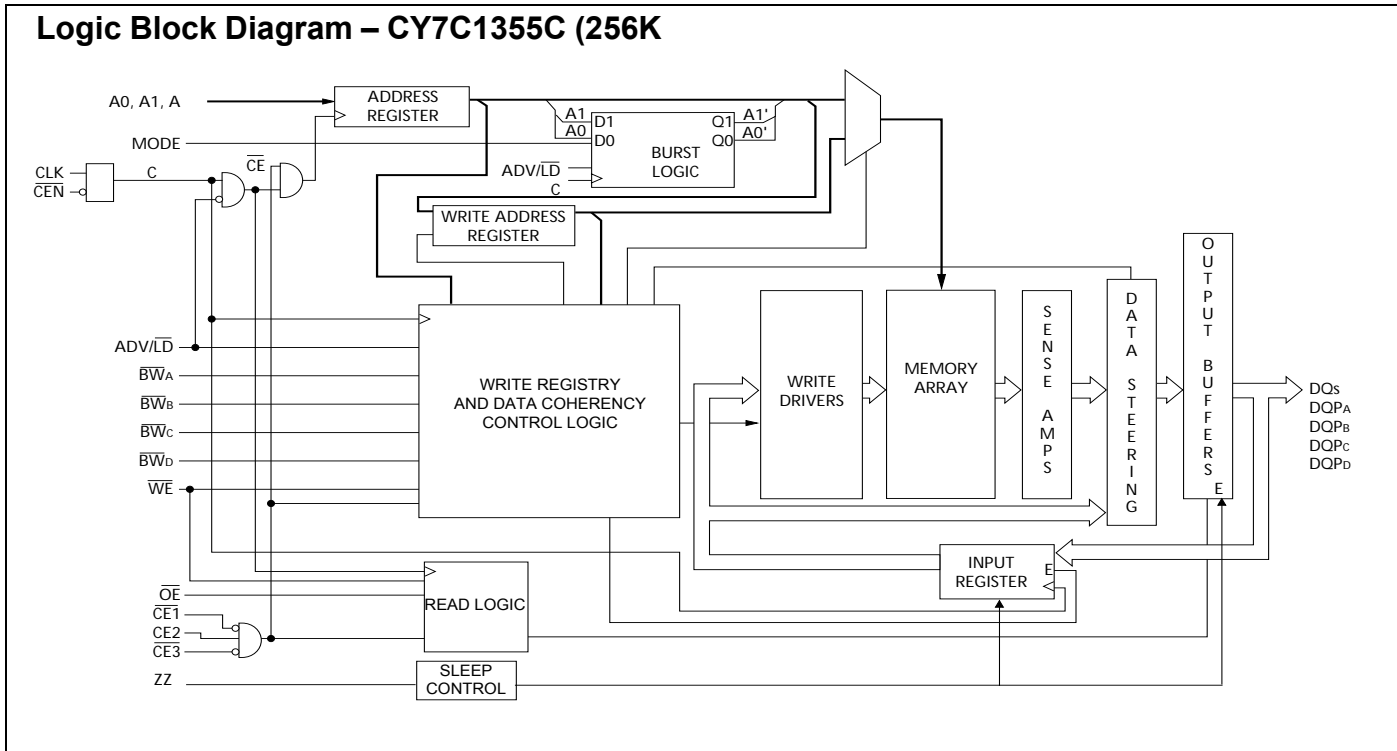 Logic Block Diagram – CY7C1355C (256K
A0, A1, A
ADDRESS
REGISTER
MODE
A1
A0
D1
D0
Q1
Q0
A1'
A0'
BURST
LOGIC
CE
CLK
CEN
C
ADV/LD
C
WRITE ADDRESS
REGISTER
ADV/LD
BWA
BWB
BWC
BWD
WE
WRITE REGISTRY
AND DATA COHERENCY
CONTROL LOGIC
WRITE
DRIVERS
MEMORY
ARRAY
SENSE AMPS
DATA STEERING
OUTPUT BUFFERS
E
DQs
DQPA
DQPB
DQPC
DQPD
INPUT
REGISTER
E
OE
CE1
CE2
CE3
READ LOGIC
ZZ
SLEEP
CONTROL